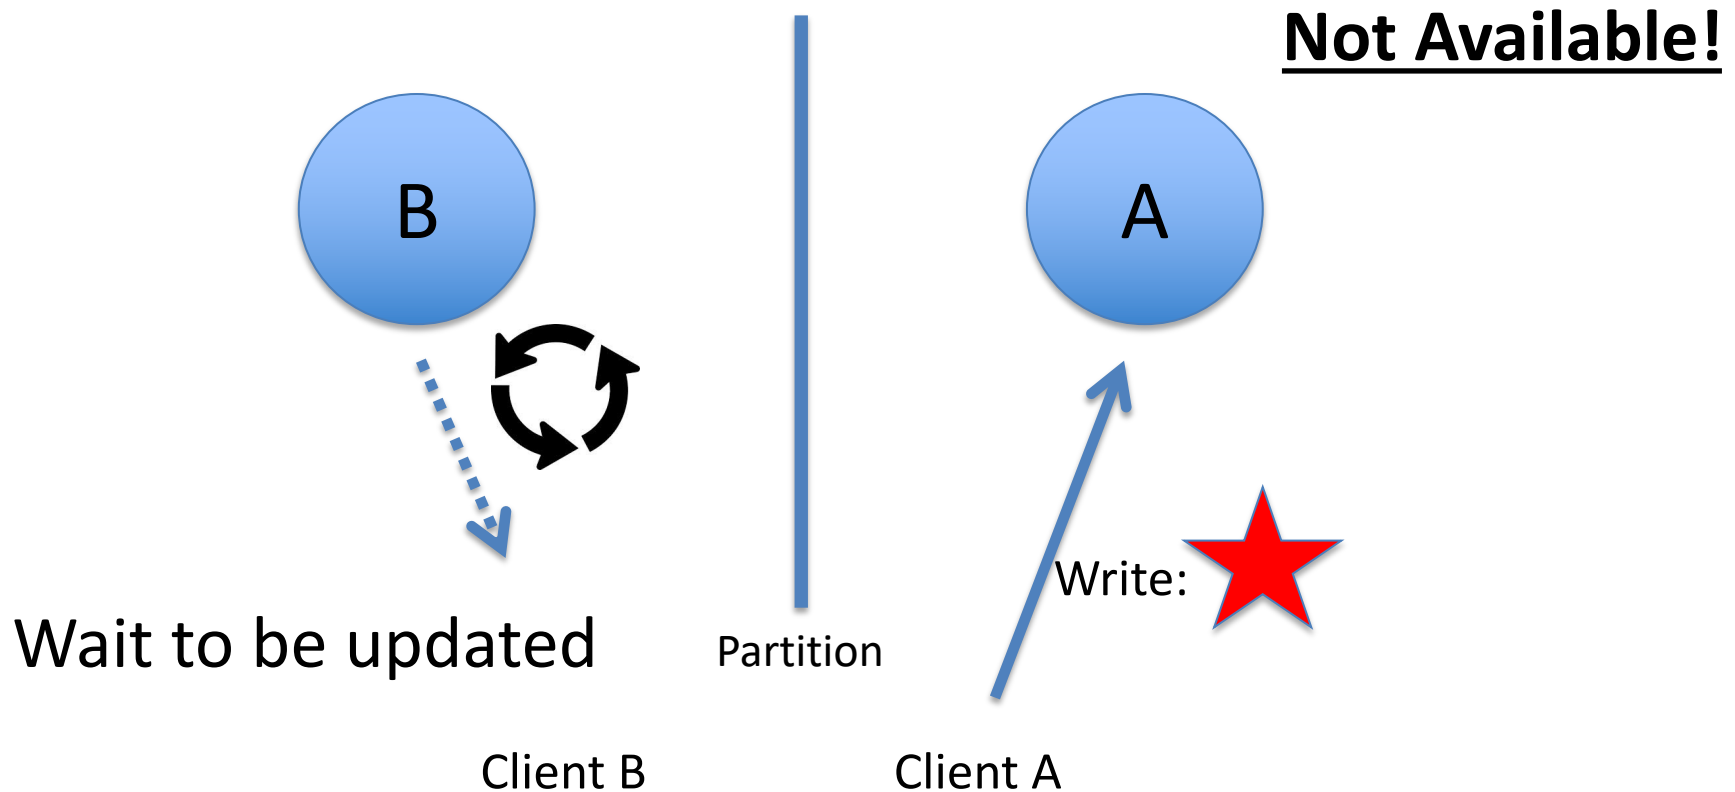 Not Available!
B
A
Write:
Wait to be updated
Partition
Client B
Client A